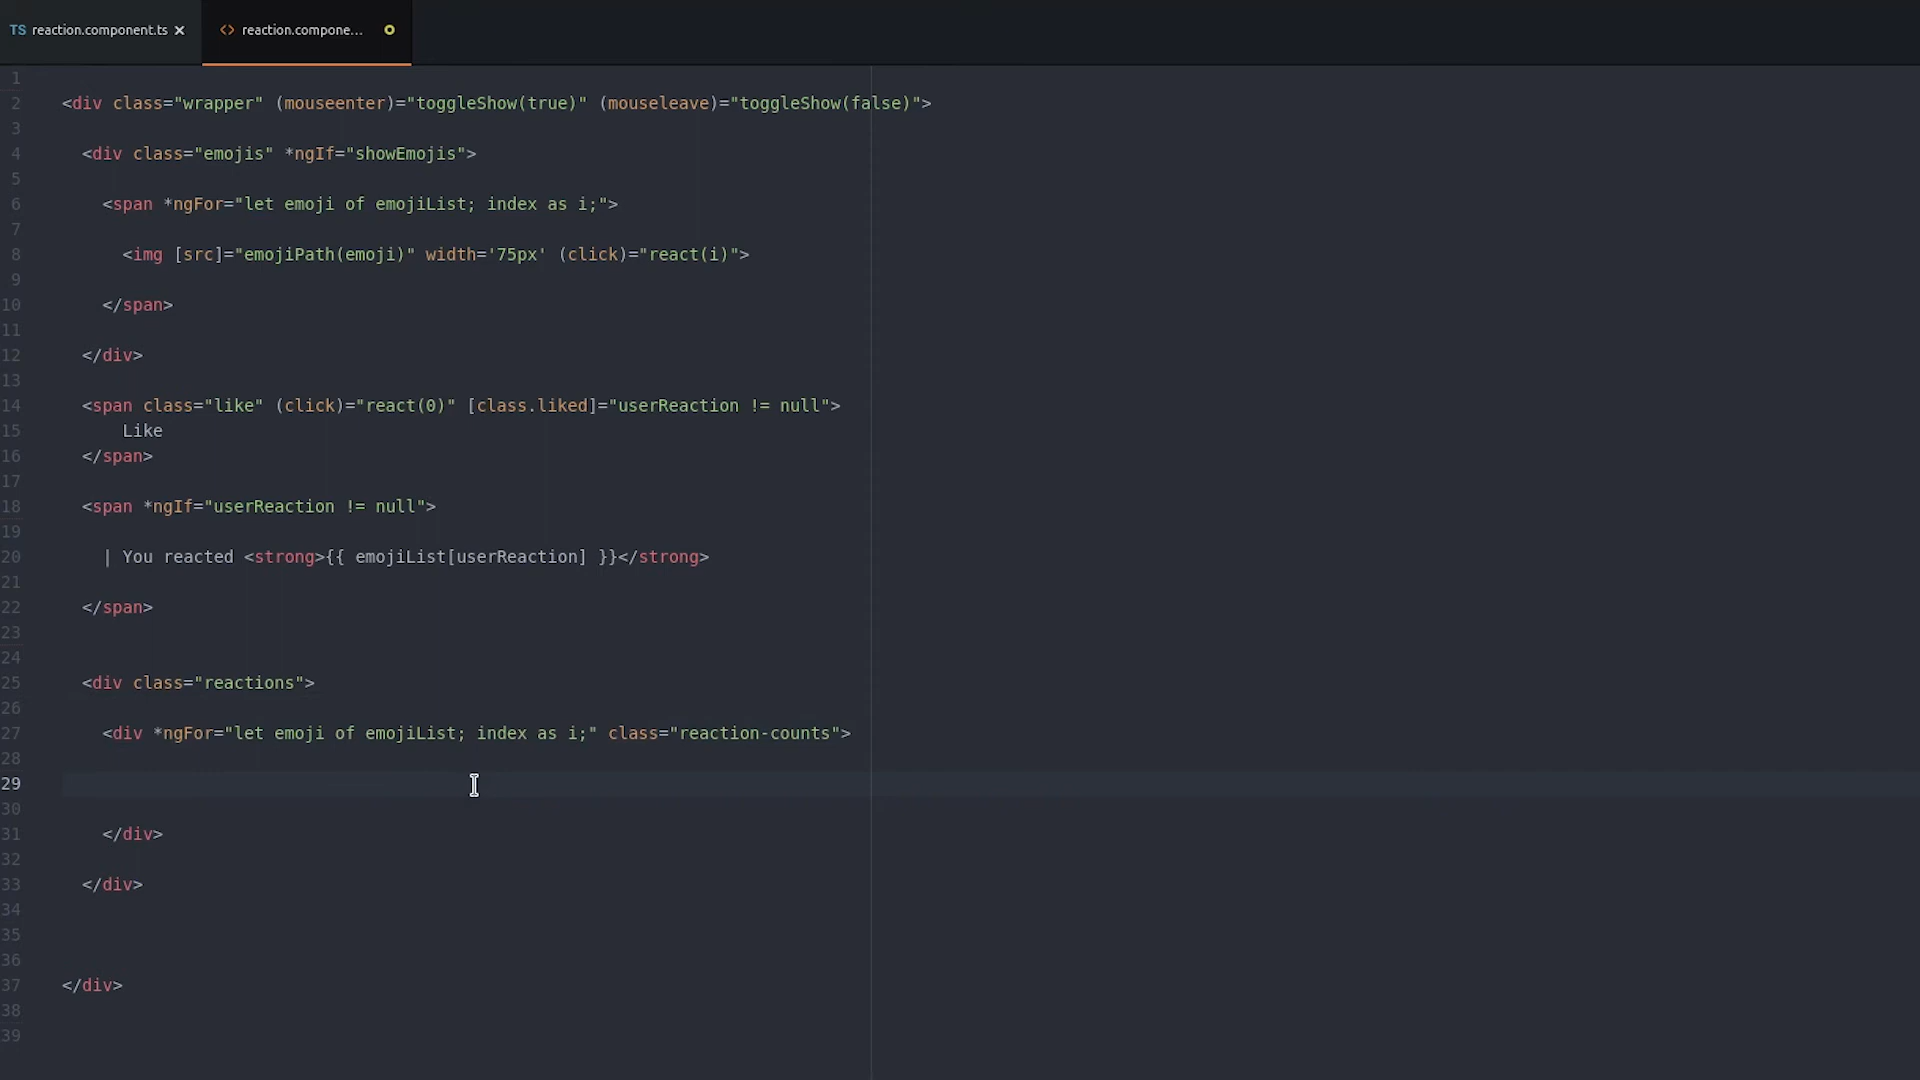 TS reaction.component.ts ×
<> reaction.compone...
1
2 <div class="wrapper" (mouseenter)="toggleShow(true)" (mouseleave)="toggleShow(false)">
3
4 <div class="emojis" *ngIf="showEmojis">
5
6 <span *ngFor="let emoji of emojiList; index as i;">
7
8 <img [src]="emojiPath(emoji)" width='75px' (click)="react(i)">
9
10 </span>
11
12 </div>
13
14 <span class="like" (click)="react(0)" [class.liked]="userReaction != null">
15 Like
16 </span>
17
18 <span *ngIf="userReaction != null">
19
20 | You reacted <strong>{{ emojiList[userReaction] }}</strong>
21
22 </span>
23
24
25 <div class="reactions">
26
27 <div *ngFor="let emoji of emojiList; index as i;" class="reaction-counts">
28
29
30
31 </div>
32
33 </div>
34
35
36
37 </div>
38
39